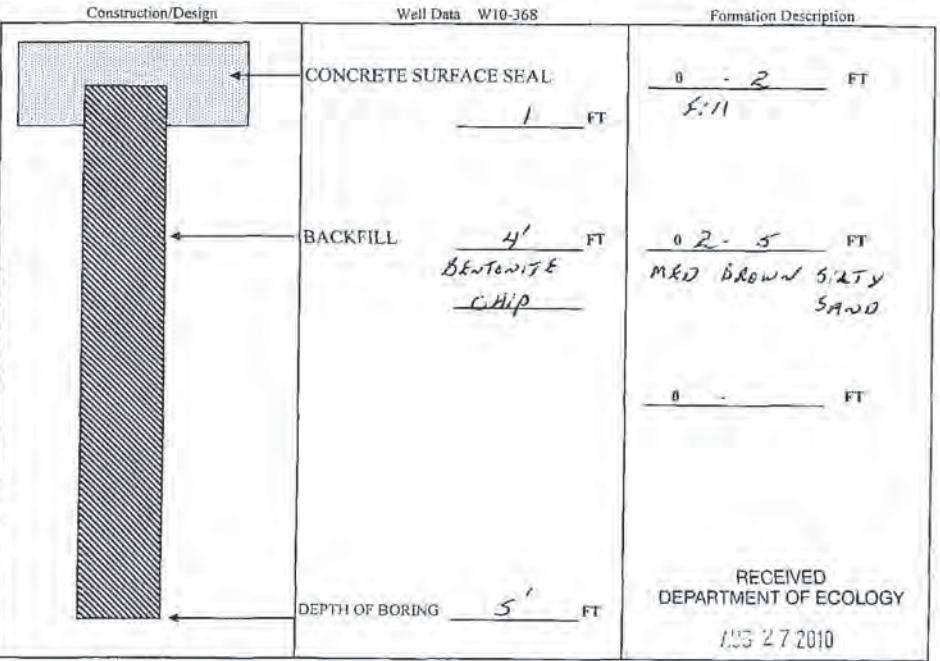 Construction/Design Well Data W10-368 Formation Description
CONCRETE SURFACE SEAL
1 FT
0 - 2 FT
Fill
BACKFILL 4' FT
BENTONITE
CHIP
0 2 - 5 FT
MED BROWN SILTY
SAND
0 - FT
DEPTH OF BORING 5' FT
RECEIVED
DEPARTMENT OF ECOLOGY
AUG 27 2010